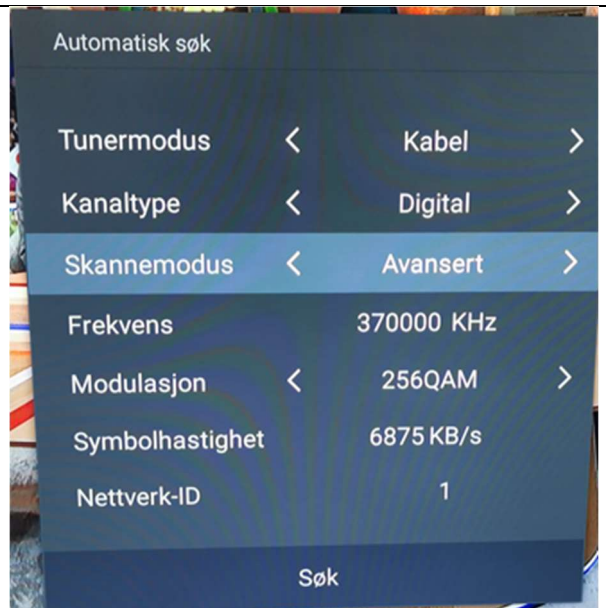 Automatisk søk
Tunermodus < Kabel >
Kanaltype < Digital >
Skannemodus < Avansert >
Frekvens 370000 KHz
Modulasjon < 256QAM >
Symbolhastighet 6875 KB/s
Nettverk-ID 1
Søk